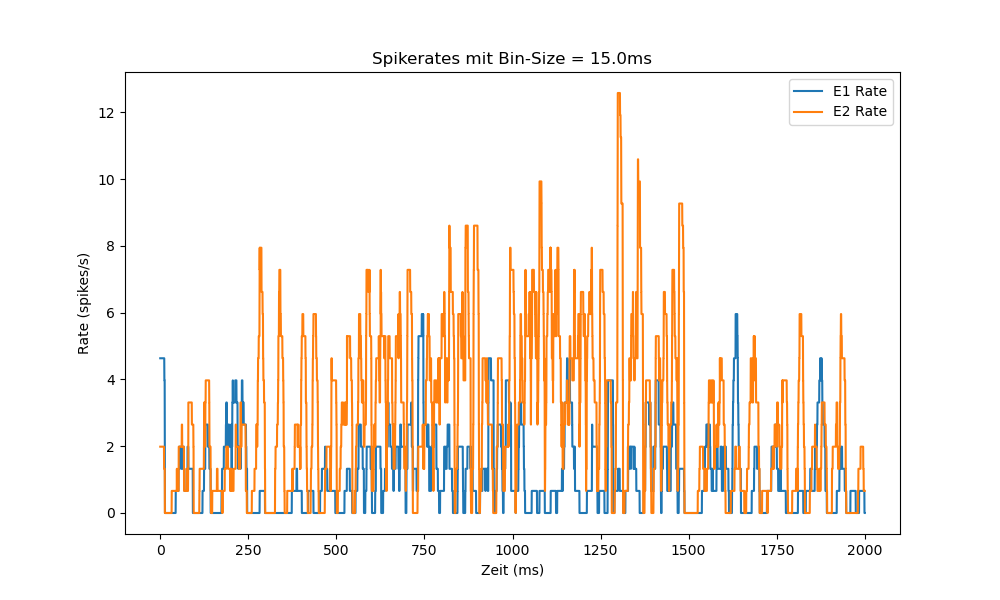 Spikerates mit Bin-Size = 15.0ms
E1 Rate
E2 Rate
Rate (spikes/s)
12
10
8
6
4
2
0
0 250 500 750 1000 1250 1500 1750 2000
Zeit (ms)